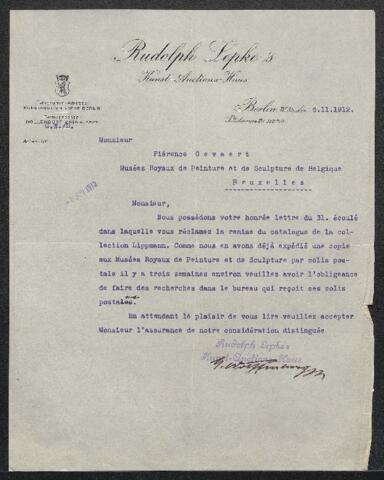 Rudolph Lepke's
Kunst-Auctions-Haus
Berlin W. 6.11.1912.
Monsieur
Fiérence Gevaert
Musées Royaux de Peinture et de Sculpture de Belgique
Bruxelles
Monsieur,
Nous possédons votre honrée lettre du 31. écoulé
dans laquelle vous réclames la remise du catalogue de la col-
lection Lippmann. Comme nous en avons déjà expédié une copie
aux Musées Royaux de Peinture et de Sculpture par colis pos-
tals il y a trois semaines environ veuillez avoir l'obligeance
de faire des recherches dans le bureau qui reçoit ces colis
postales.
En attendant le plaisir de vous lire veuillez accepter
Monsieur l'assurance de notre considération distinguée
Rudolph Lepke's
Kunst-Auctions-Haus